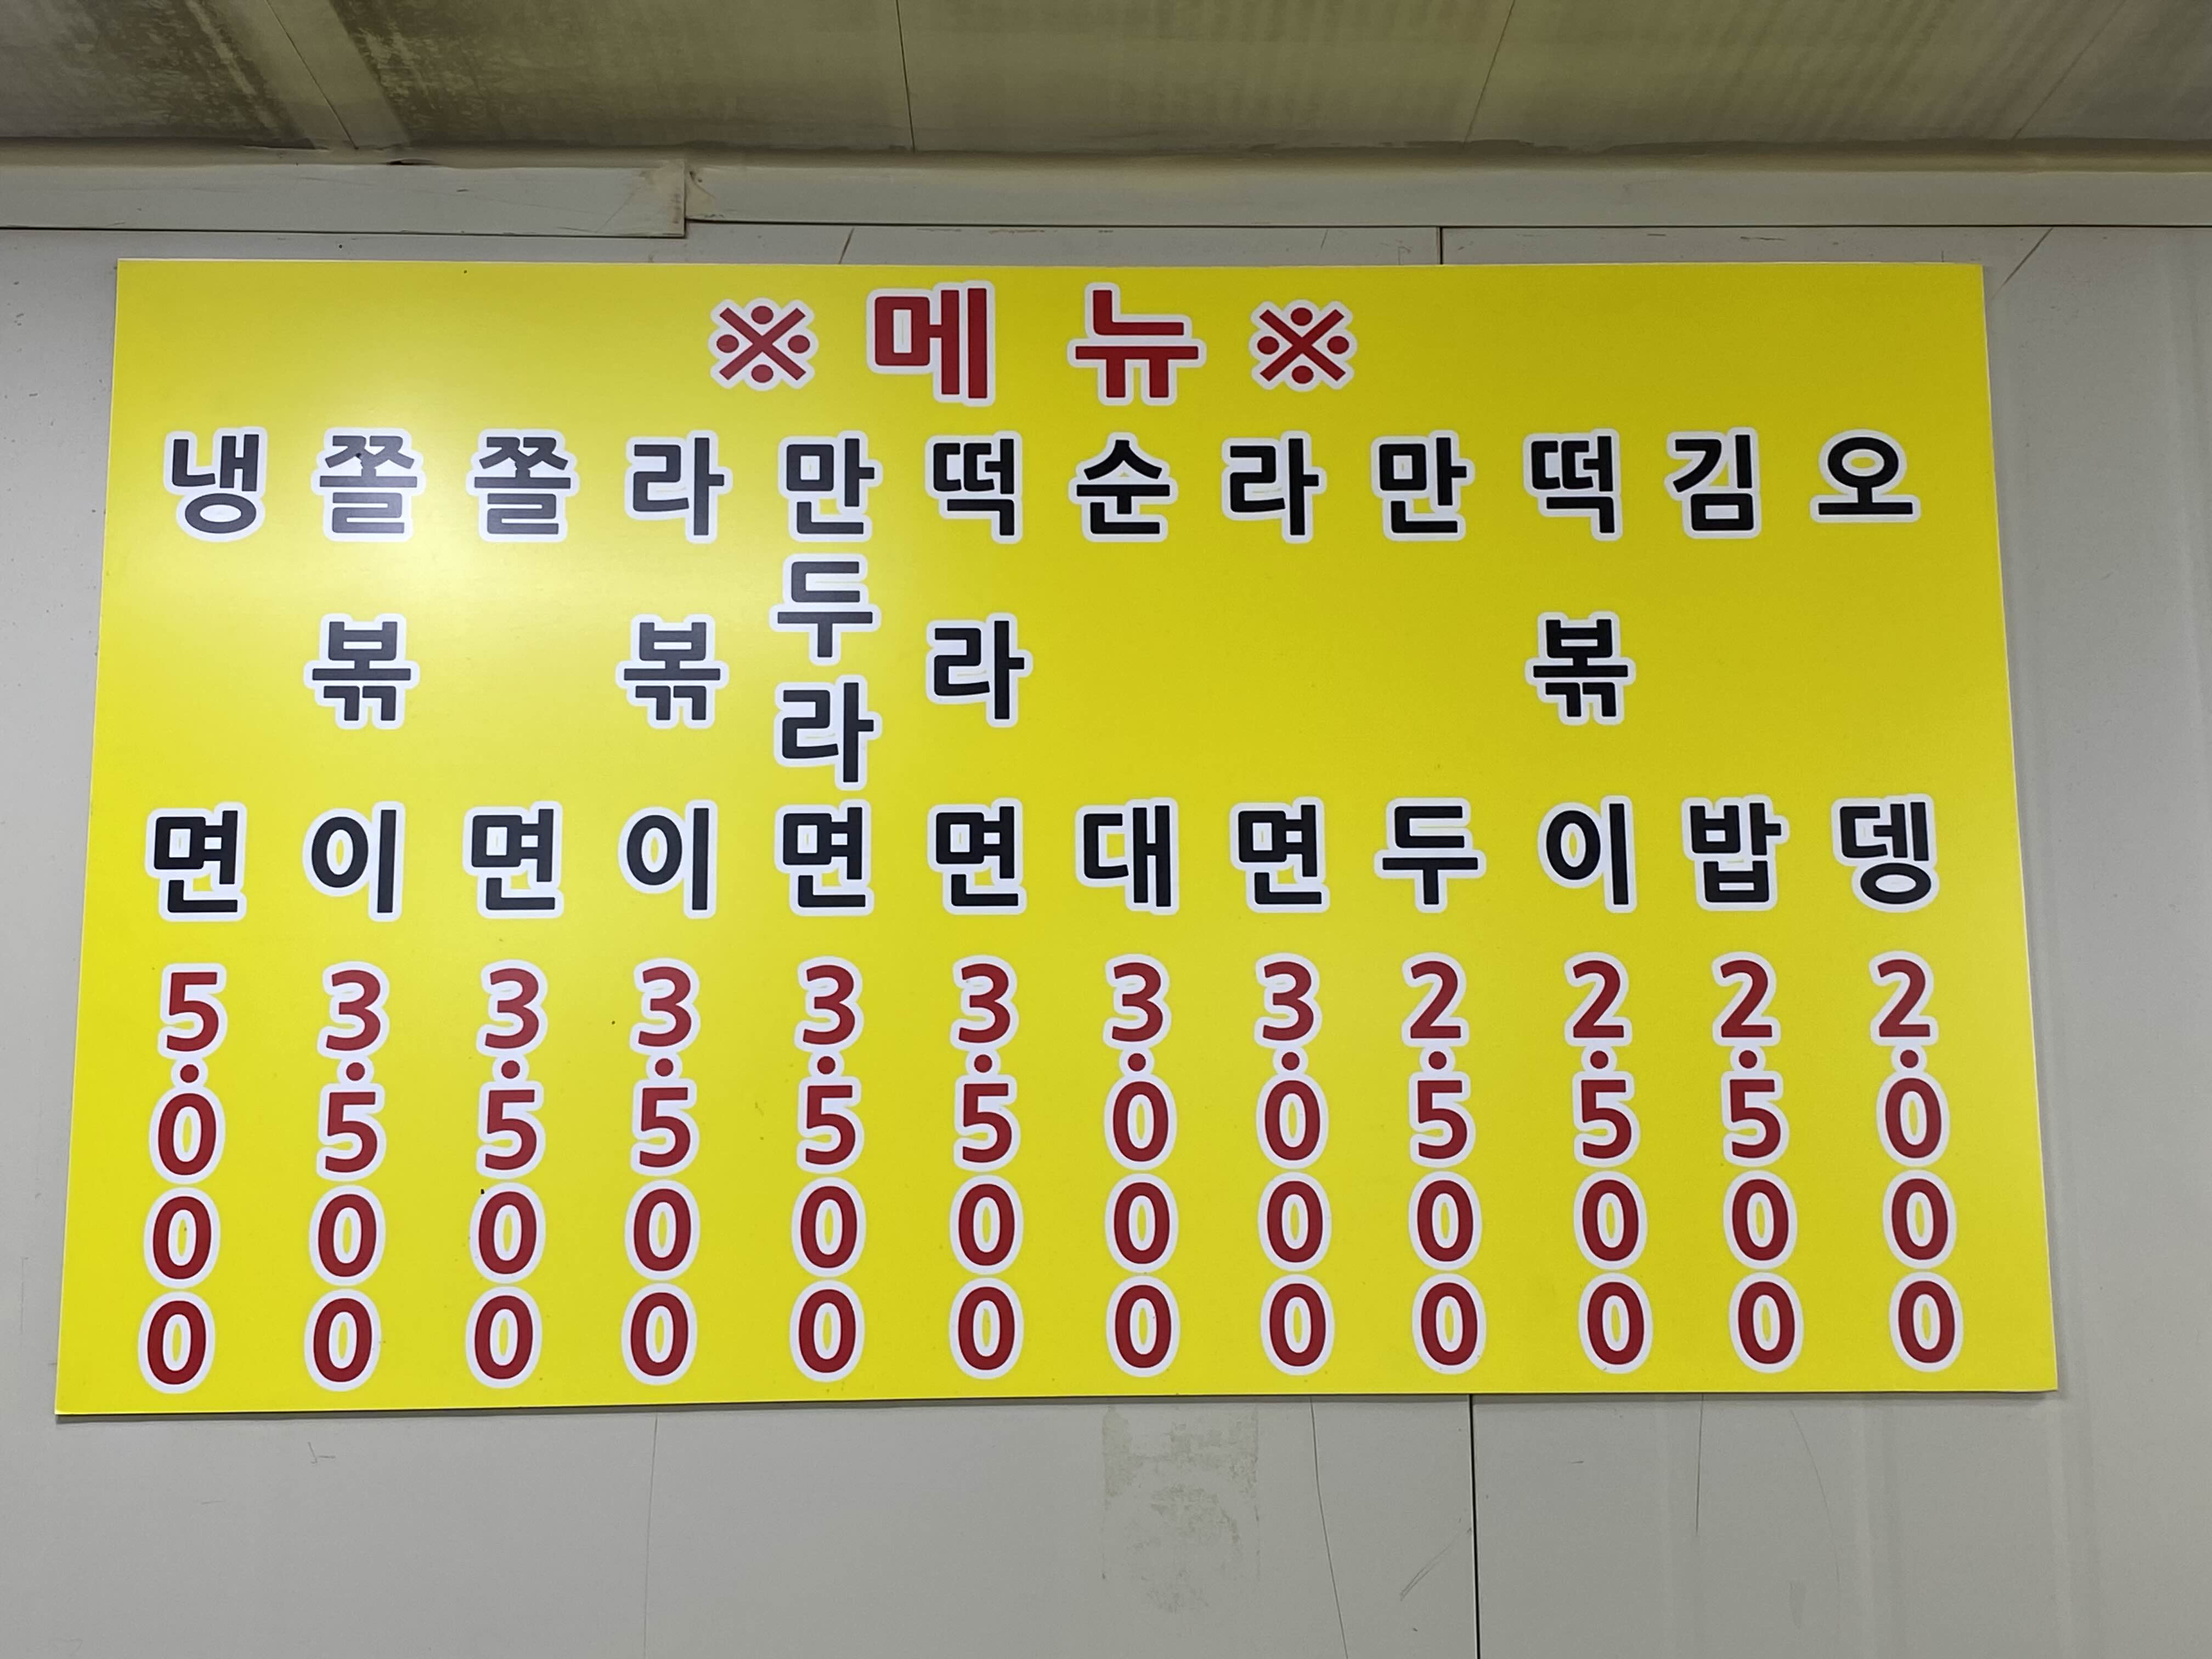 ※메 뉴※
냉면 5.000
쫄볶이 3.500
쫄면 3.500
라볶이 3.500
만두라면 3.500
떡라면 3.500
순대 3.000
라면 3.000
만두 2.500
떡볶이 2.500
김밥 2.500
오뎅 2.000